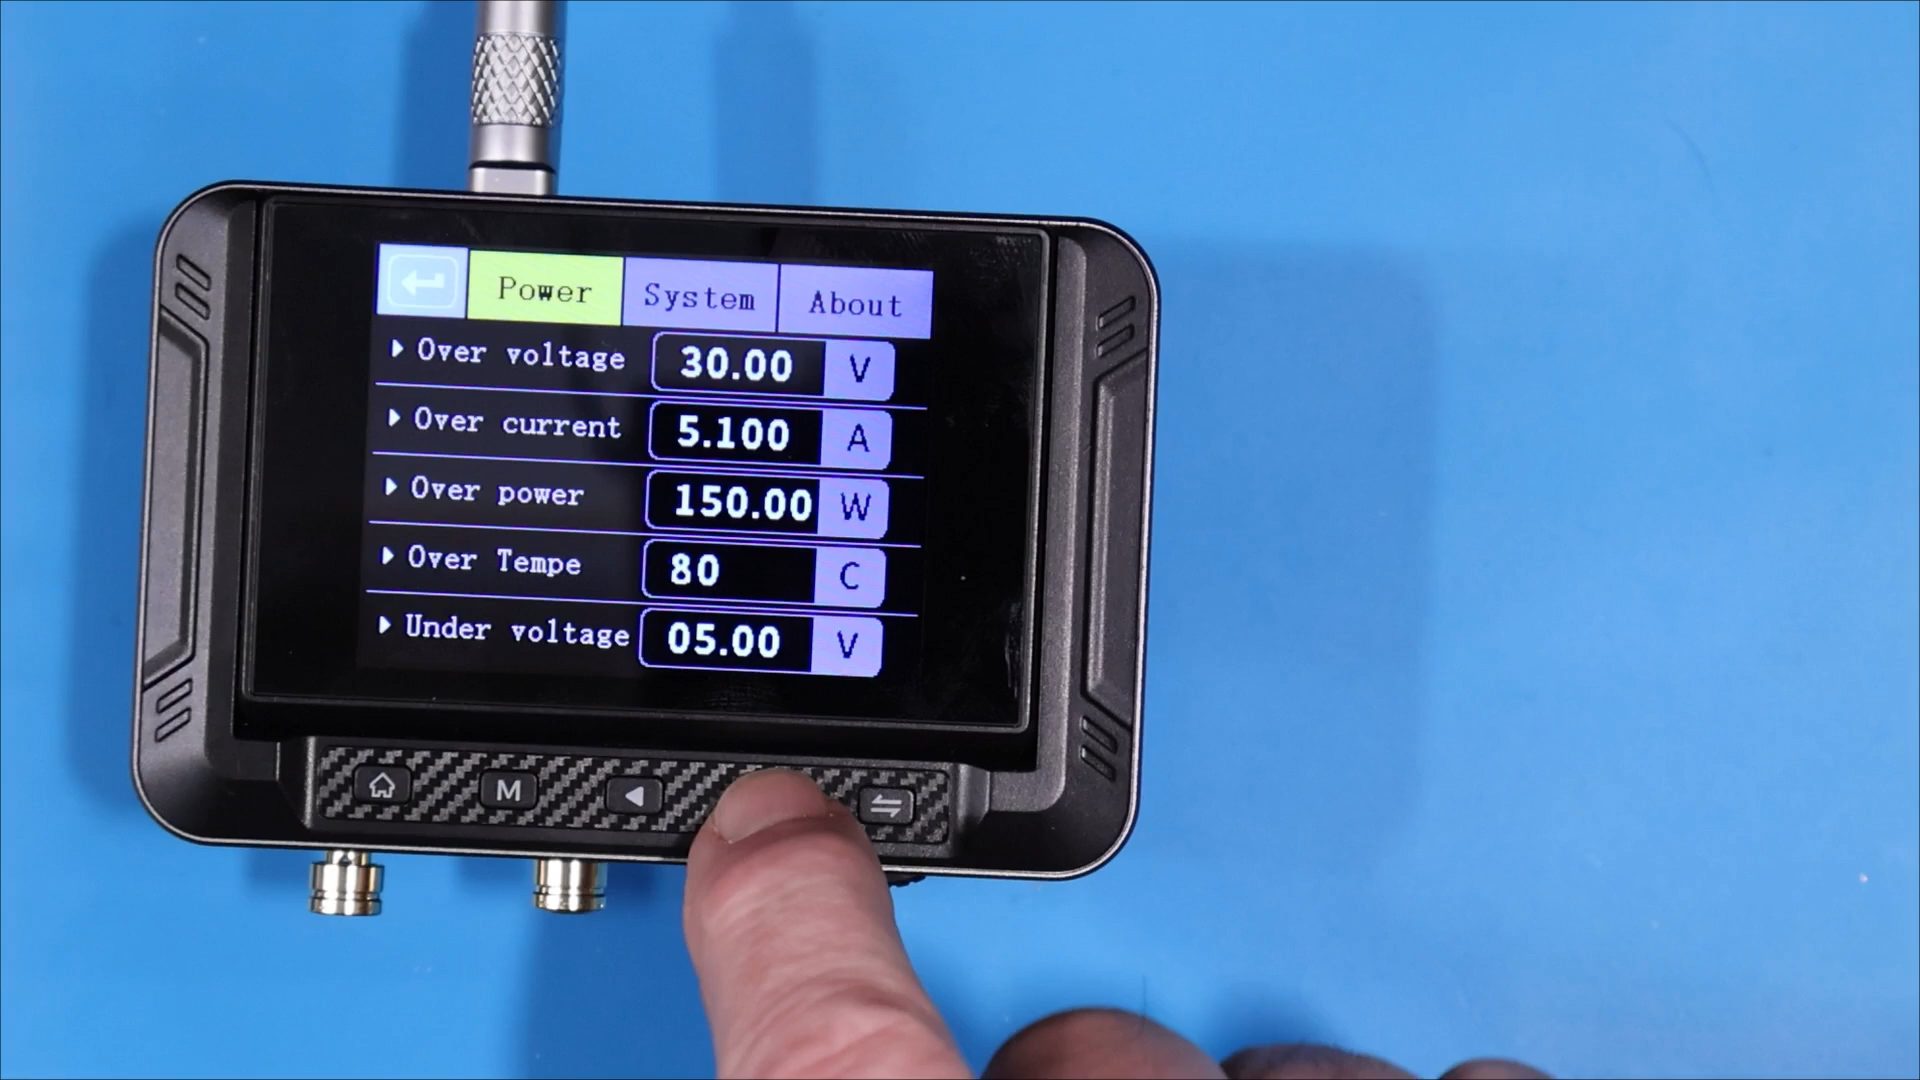 Power System About
Over voltage 30.00 V
Over current 5.100 A
Over power 150.00 W
Over Tempe 80 C
Under voltage 05.00 V
M